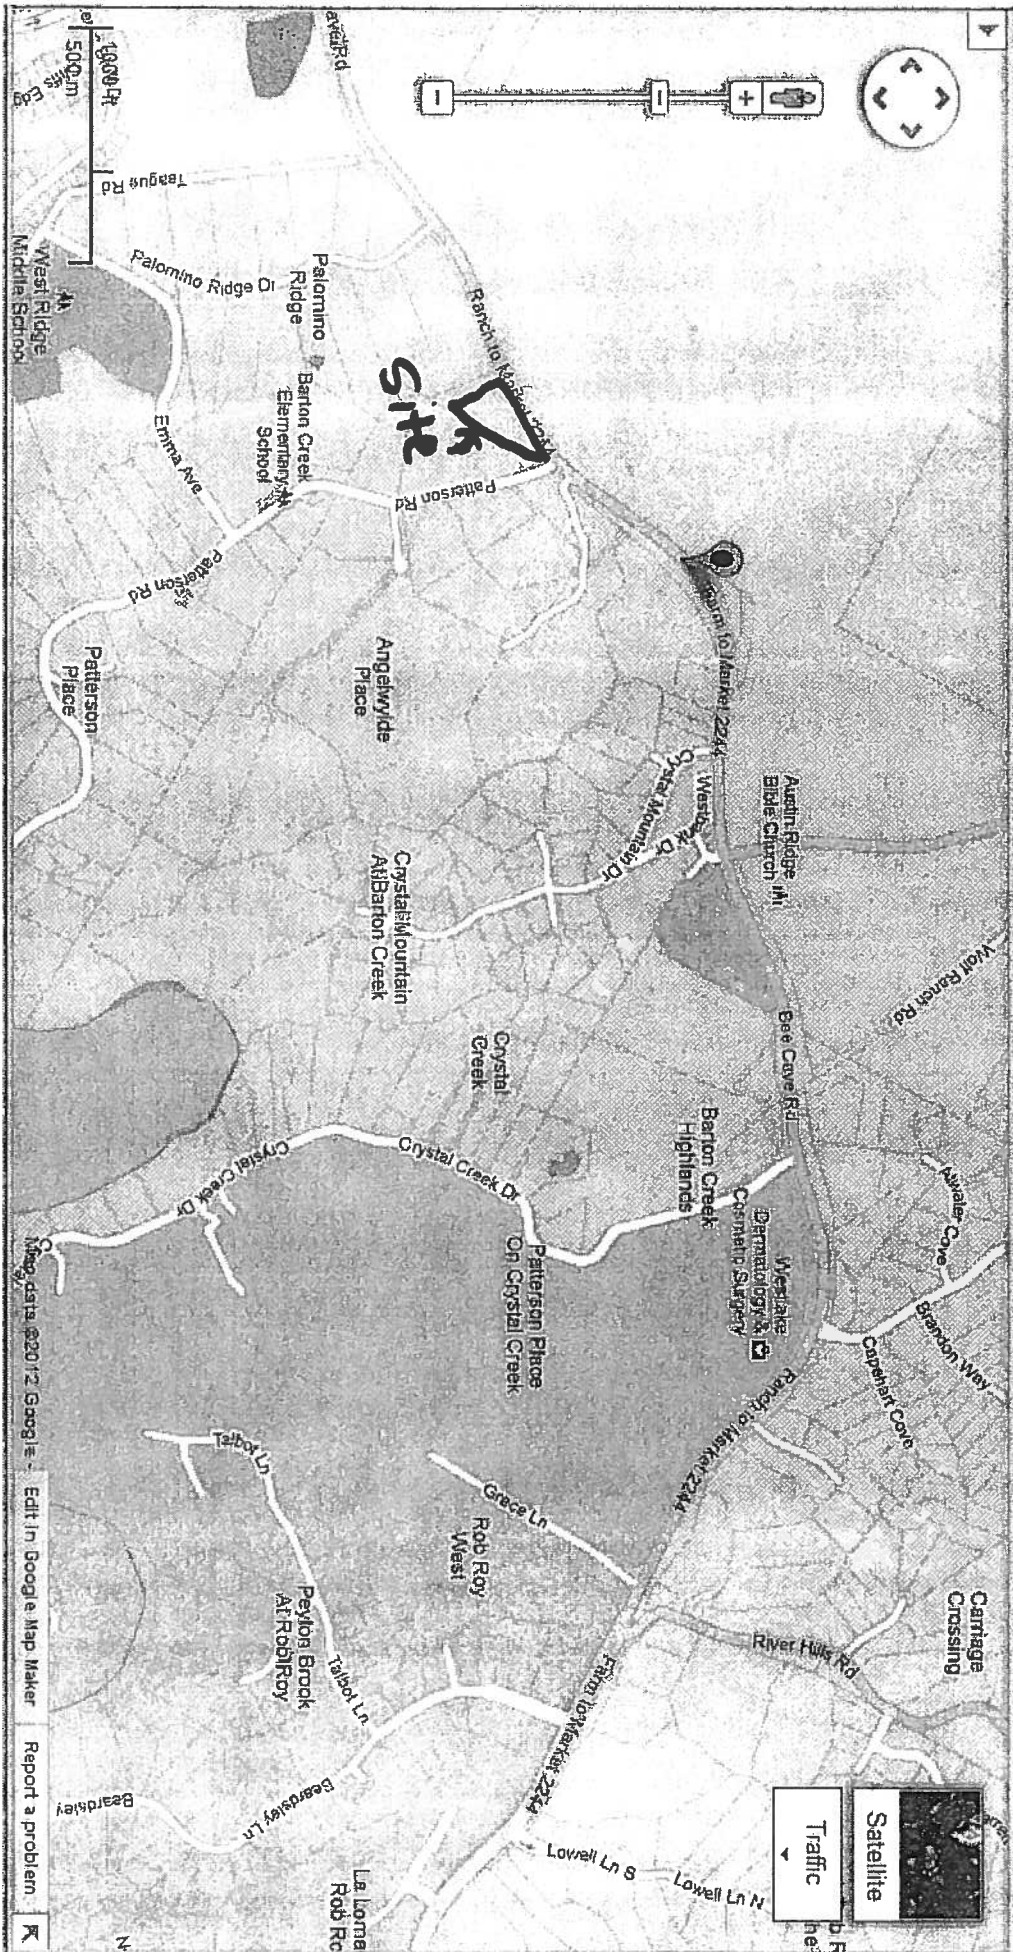 Satellite
Traffic
Carriage
Crossing
River Hills Rd
Lowell Ln S
Lowell Ln N
Atwater Cove
Brandon Way
Capehart Cove
Wolf Ranch Rd
Austin Ridge
Bible Church
Bee Cave Rd
Westlake
Dermatology &
Cosmetic Surgery
Ranch to Market 2244
Farm to Market 2244
Farm to Market 2244
Westbank Dr
Crystal Mountain Dr
Barton Creek
Highlands
Ranch to Market 2244
Site
Patterson Rd
Palomino
Ridge
Palomino Ridge Dr
Barton Creek
Elementary
School
Emma Ave
Patterson Rd
Teague Rd
West Ridge
Middle School
Angelwylde
Place
Patterson
Place
Crystal Mountain
At Barton Creek
Crystal
Creek
Crystal Creek Dr
Crystal Creek Dr
Patterson Place
On Crystal Creek
Grace Ln
Rob Roy
West
Talbot Ln
Talbot Ln
Peyton Brook
At Rob Roy
Beardsley Ln
Beardsley
La Loma
Rob Ro
1000 ft
500 m
Map data ©2012 Google -
Edit in Google Map Maker
Report a problem